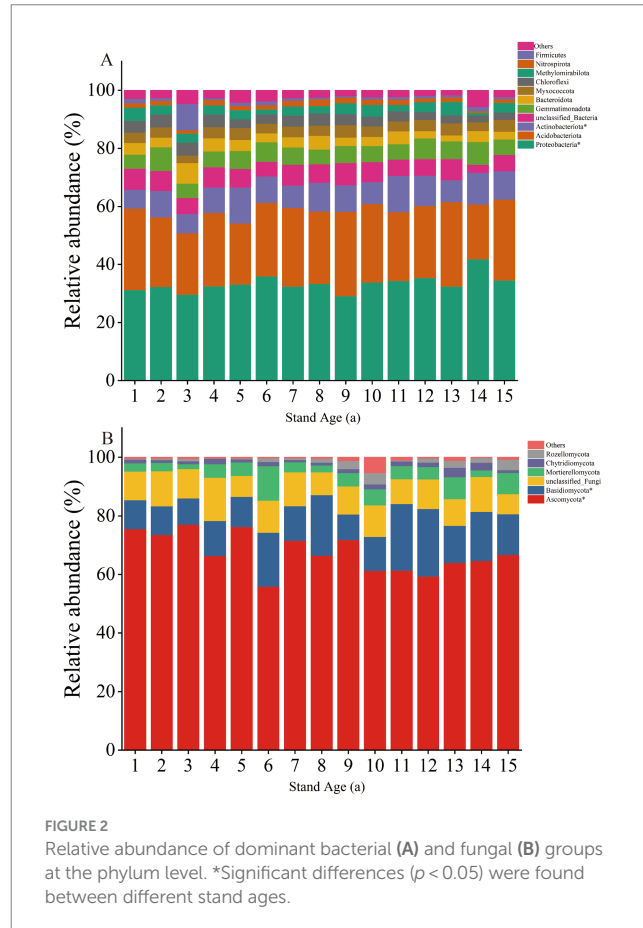 A
Relative abundance (%)
100
80
60
40
20
0
1 2 3 4 5 6 7 8 9 10 11 12 13 14 15
Stand Age (a)
Others
Firmicutes
Nitrospirota
Methylomirabilota
Chloroflexi
Myxococcota
Bacteroidota
Gemmatimonadota
unclassified_Bacteria
Actinobacteriota*
Acidobacteriota
Proteobacteria*
B
Relative abundance (%)
100
80
60
40
20
0
1 2 3 4 5 6 7 8 9 10 11 12 13 14 15
Stand Age (a)
Others
Rozellomycota
Chytridiomycota
Mortierellomycota
unclassified_Fungi
Basidiomycota*
Ascomycota*
FIGURE 2
Relative abundance of dominant bacterial (A) and fungal (B) groups
at the phylum level. *Significant differences (p < 0.05) were found
between different stand ages.